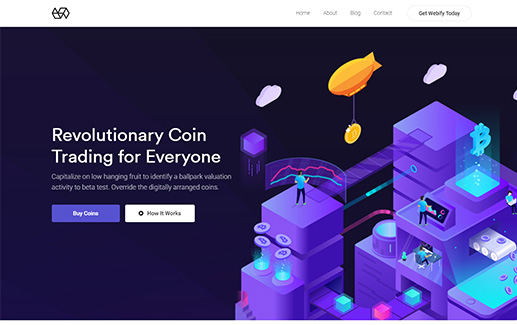 Home
About
Blog
Contact
Get Webify Today
Revolutionary Coin
Trading for Everyone
Capitalize on low hanging fruit to identify a ballpark valuation
activity to beta test. Override the digitally arranged coins.
Buy Coins
How It Works